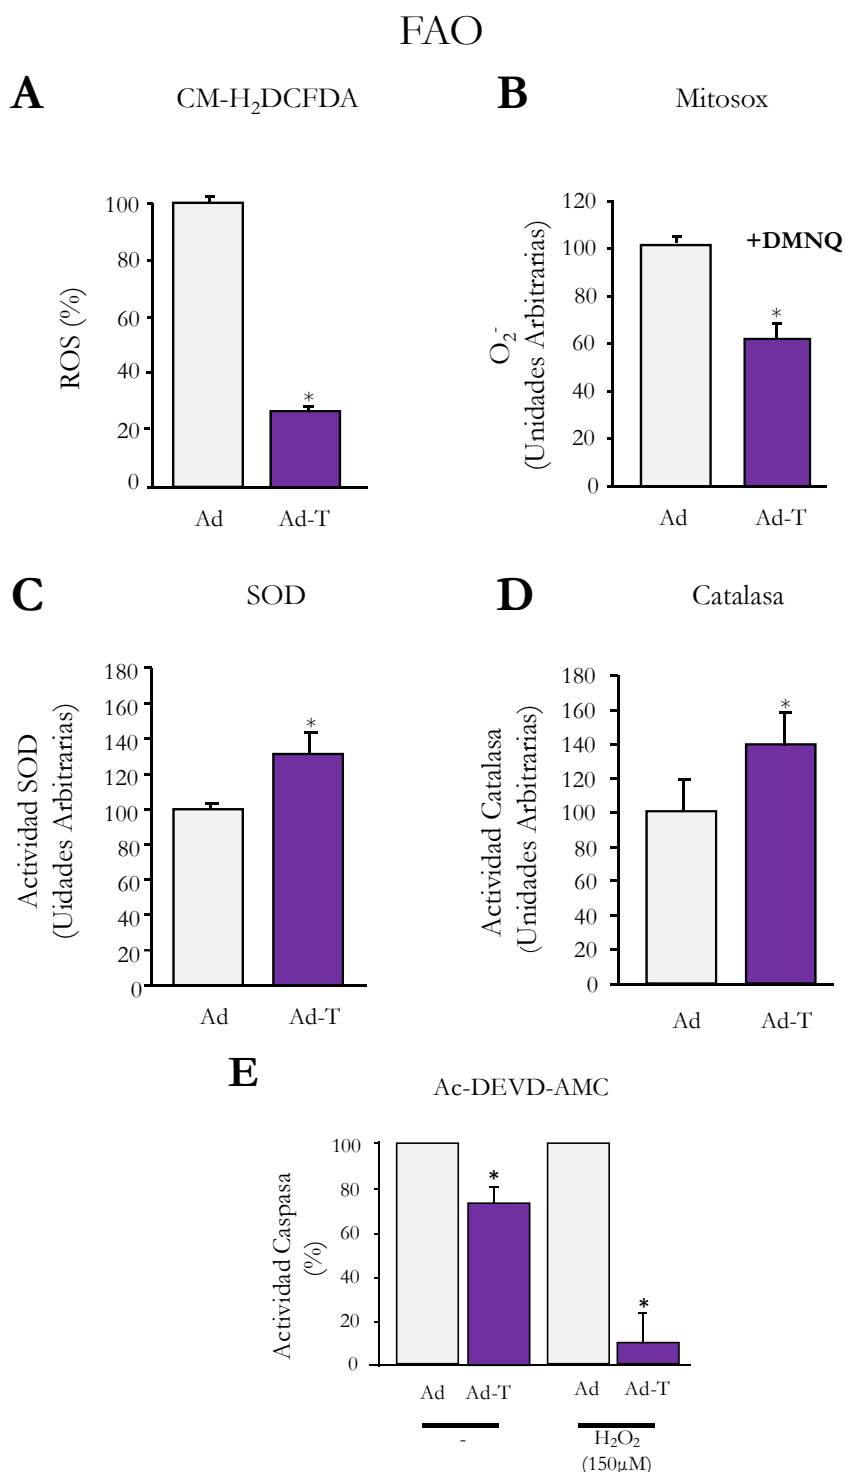 FAO
A
CM-H₂DCFDA
ROS (%)
100
80
60
40
20
0
*
Ad
Ad-T
B
Mitosox
O₂⁻
(Unidades Arbitrarias)
120
100
80
60
40
20
0
+DMNQ
*
Ad
Ad-T
C
SOD
Actividad SOD
(Uidades Arbitrarias)
180
160
140
120
100
80
60
40
20
0
*
Ad
Ad-T
D
Catalasa
Actividad Catalasa
(Unidades Arbitrarias)
180
160
140
120
100
80
60
40
20
0
*
Ad
Ad-T
E
Ac-DEVD-AMC
Actividad Caspasa
(%)
100
80
60
40
20
0
*
*
Ad Ad-T Ad Ad-T
- H₂O₂
(150μM)